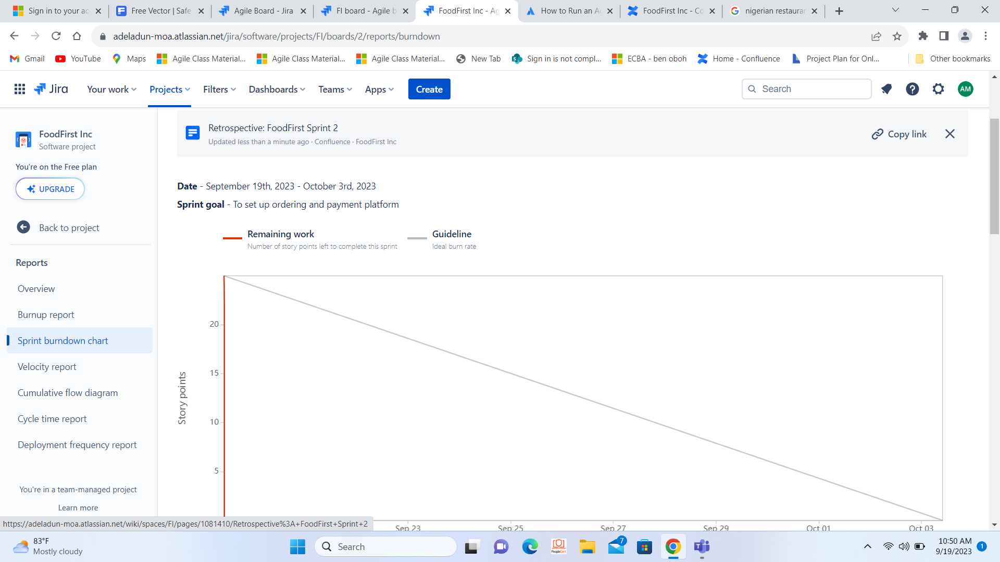 Sign in to your ac
Free Vector | Safe
Agile Board - Jira
FI board - Agile b
FoodFirst Inc - Ag
How to Run an Ag
FoodFirst Inc - Co
nigerian restauran
adeladun-moa.atlassian.net/jira/software/projects/FI/boards/2/reports/burndown
Gmail
YouTube
Maps
Agile Class Material...
Agile Class Material...
Agile Class Material...
New Tab
Sign in is not compl...
ECBA - ben oboh
Home - Confluence
Project Plan for Onl...
Other bookmarks
Jira
Your work
Projects
Filters
Dashboards
Teams
Apps
Create
Search
AM
FoodFirst Inc
Software project
You're on the Free plan
UPGRADE
Back to project
Reports
Overview
Burnup report
Sprint burndown chart
Velocity report
Cumulative flow diagram
Cycle time report
Deployment frequency report
You're in a team-managed project
Learn more
Retrospective: FoodFirst Sprint 2
Updated less than a minute ago · Confluence · FoodFirst Inc
Copy link
Date - September 19th, 2023 - October 3rd, 2023
Sprint goal - To set up ordering and payment platform
Remaining work
Number of story points left to complete this sprint
Guideline
Ideal burn rate
Story points
20
15
10
5
Sep 23
Sep 25
Sep 27
Sep 29
Oct 01
Oct 03
https://adeladun-moa.atlassian.net/wiki/spaces/FI/pages/1081410/Retrospective%3A+FoodFirst+Sprint+2
83°F
Mostly cloudy
Search
PeopleCert
7
10:50 AM
9/19/2023
1